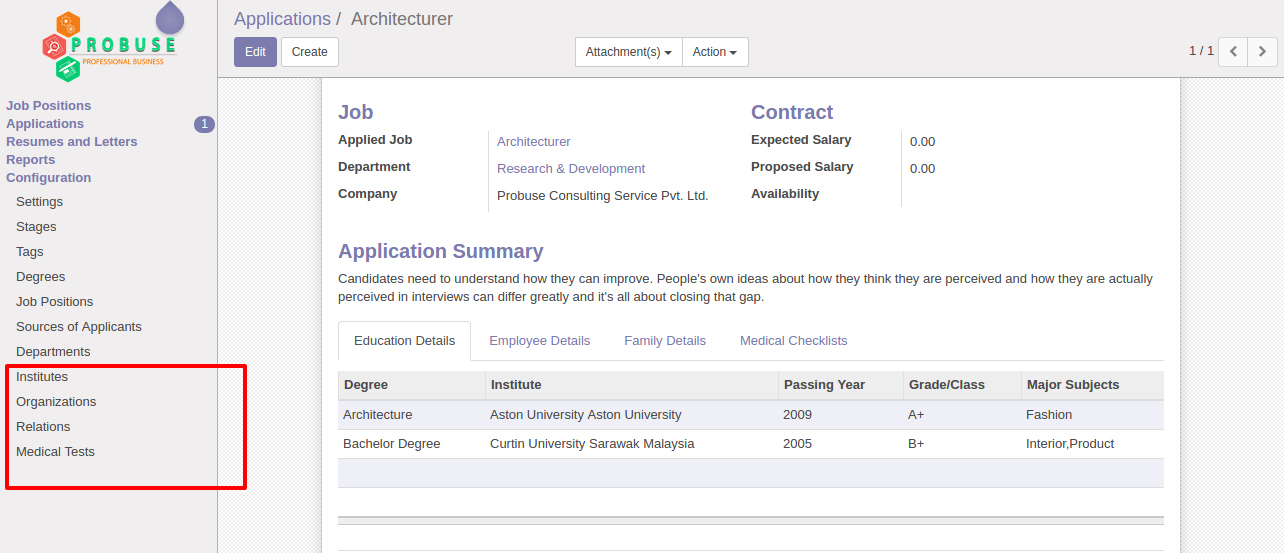 PROBUSE
PROFESSIONAL BUSINESS
Job Positions
Applications 1
Resumes and Letters
Reports
Configuration
Settings
Stages
Tags
Degrees
Job Positions
Sources of Applicants
Departments
Institutes
Organizations
Relations
Medical Tests
Applications / Architecturer
Edit Create Attachment(s) Action 1 / 1
Job
Applied Job Architecturer
Department Research & Development
Company Probuse Consulting Service Pvt. Ltd.
Contract
Expected Salary 0.00
Proposed Salary 0.00
Availability
Application Summary
Candidates need to understand how they can improve. People's own ideas about how they think they are perceived and how they are actually
perceived in interviews can differ greatly and it's all about closing that gap.
Education Details Employee Details Family Details Medical Checklists
Degree Institute Passing Year Grade/Class Major Subjects
Architecture Aston University Aston University 2009 A+ Fashion
Bachelor Degree Curtin University Sarawak Malaysia 2005 B+ Interior,Product